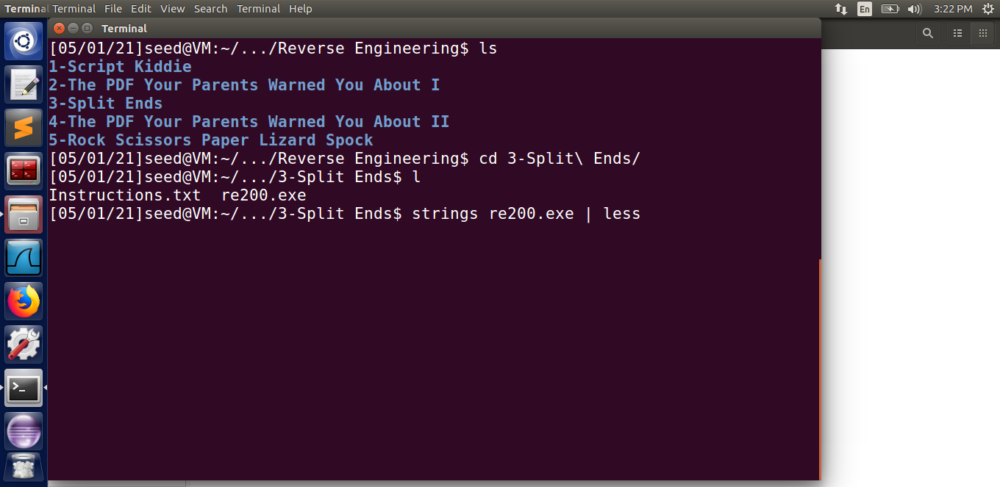 Terminal Terminal File Edit View Search Terminal Help En 3:22 PM
Terminal
[05/01/21]seed@VM:~/.../Reverse Engineering$ ls
1-Script Kiddie
2-The PDF Your Parents Warned You About I
3-Split Ends
4-The PDF Your Parents Warned You About II
5-Rock Scissors Paper Lizard Spock
[05/01/21]seed@VM:~/.../Reverse Engineering$ cd 3-Split\ Ends/
[05/01/21]seed@VM:~/.../3-Split Ends$ l
Instructions.txt  re200.exe
[05/01/21]seed@VM:~/.../3-Split Ends$ strings re200.exe | less